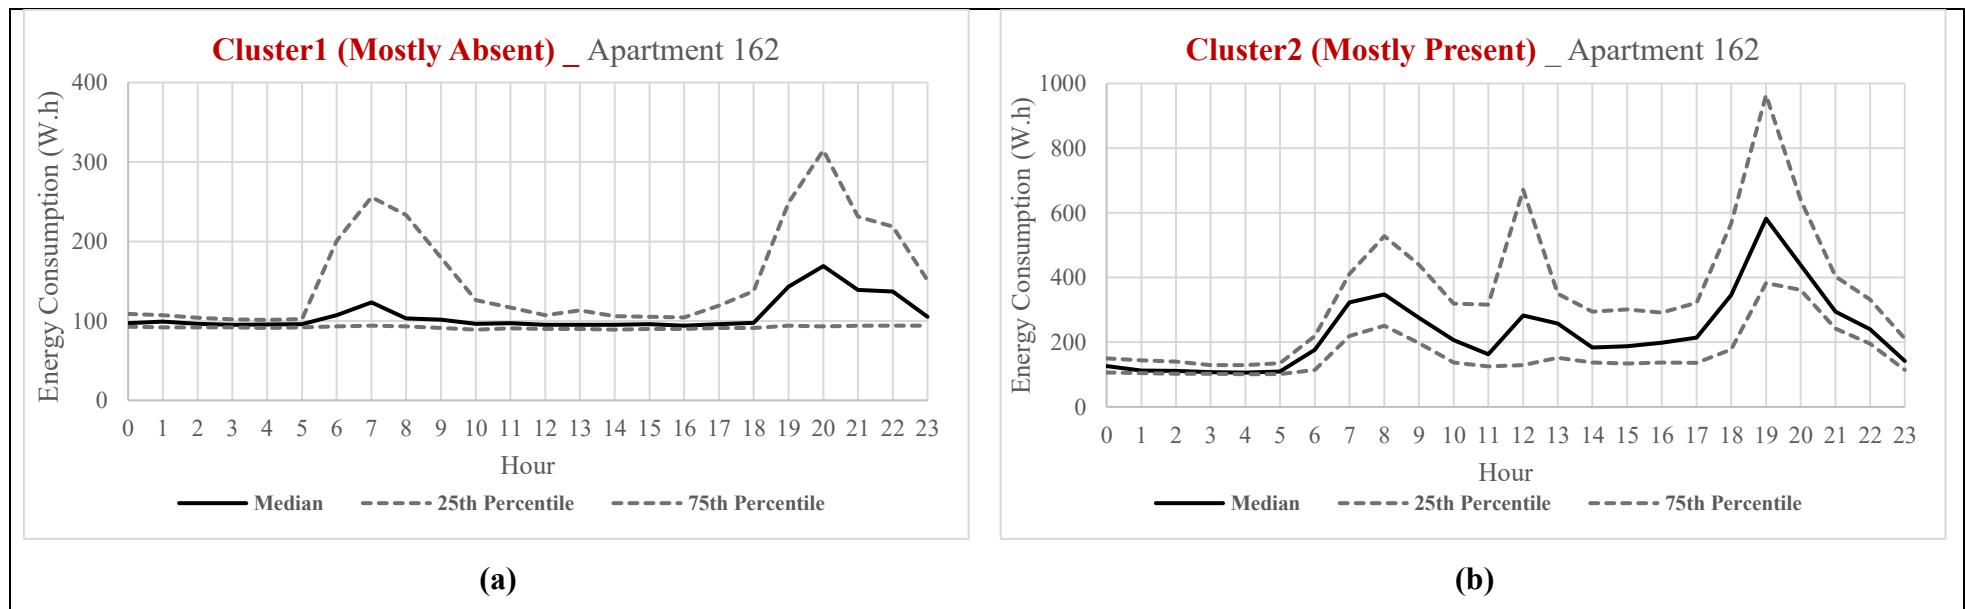 Cluster1 (Mostly Absent) _ Apartment 162
400
300
200
100
0
Energy Consumption (W.h)
0 1 2 3 4 5 6 7 8 9 10 11 12 13 14 15 16 17 18 19 20 21 22 23
Hour
Median 25th Percentile 75th Percentile
(a)
Cluster2 (Mostly Present) _ Apartment 162
1000
800
600
400
200
0
Energy Consumption (W.h)
0 1 2 3 4 5 6 7 8 9 10 11 12 13 14 15 16 17 18 19 20 21 22 23
Hour
Median 25th Percentile 75th Percentile
(b)